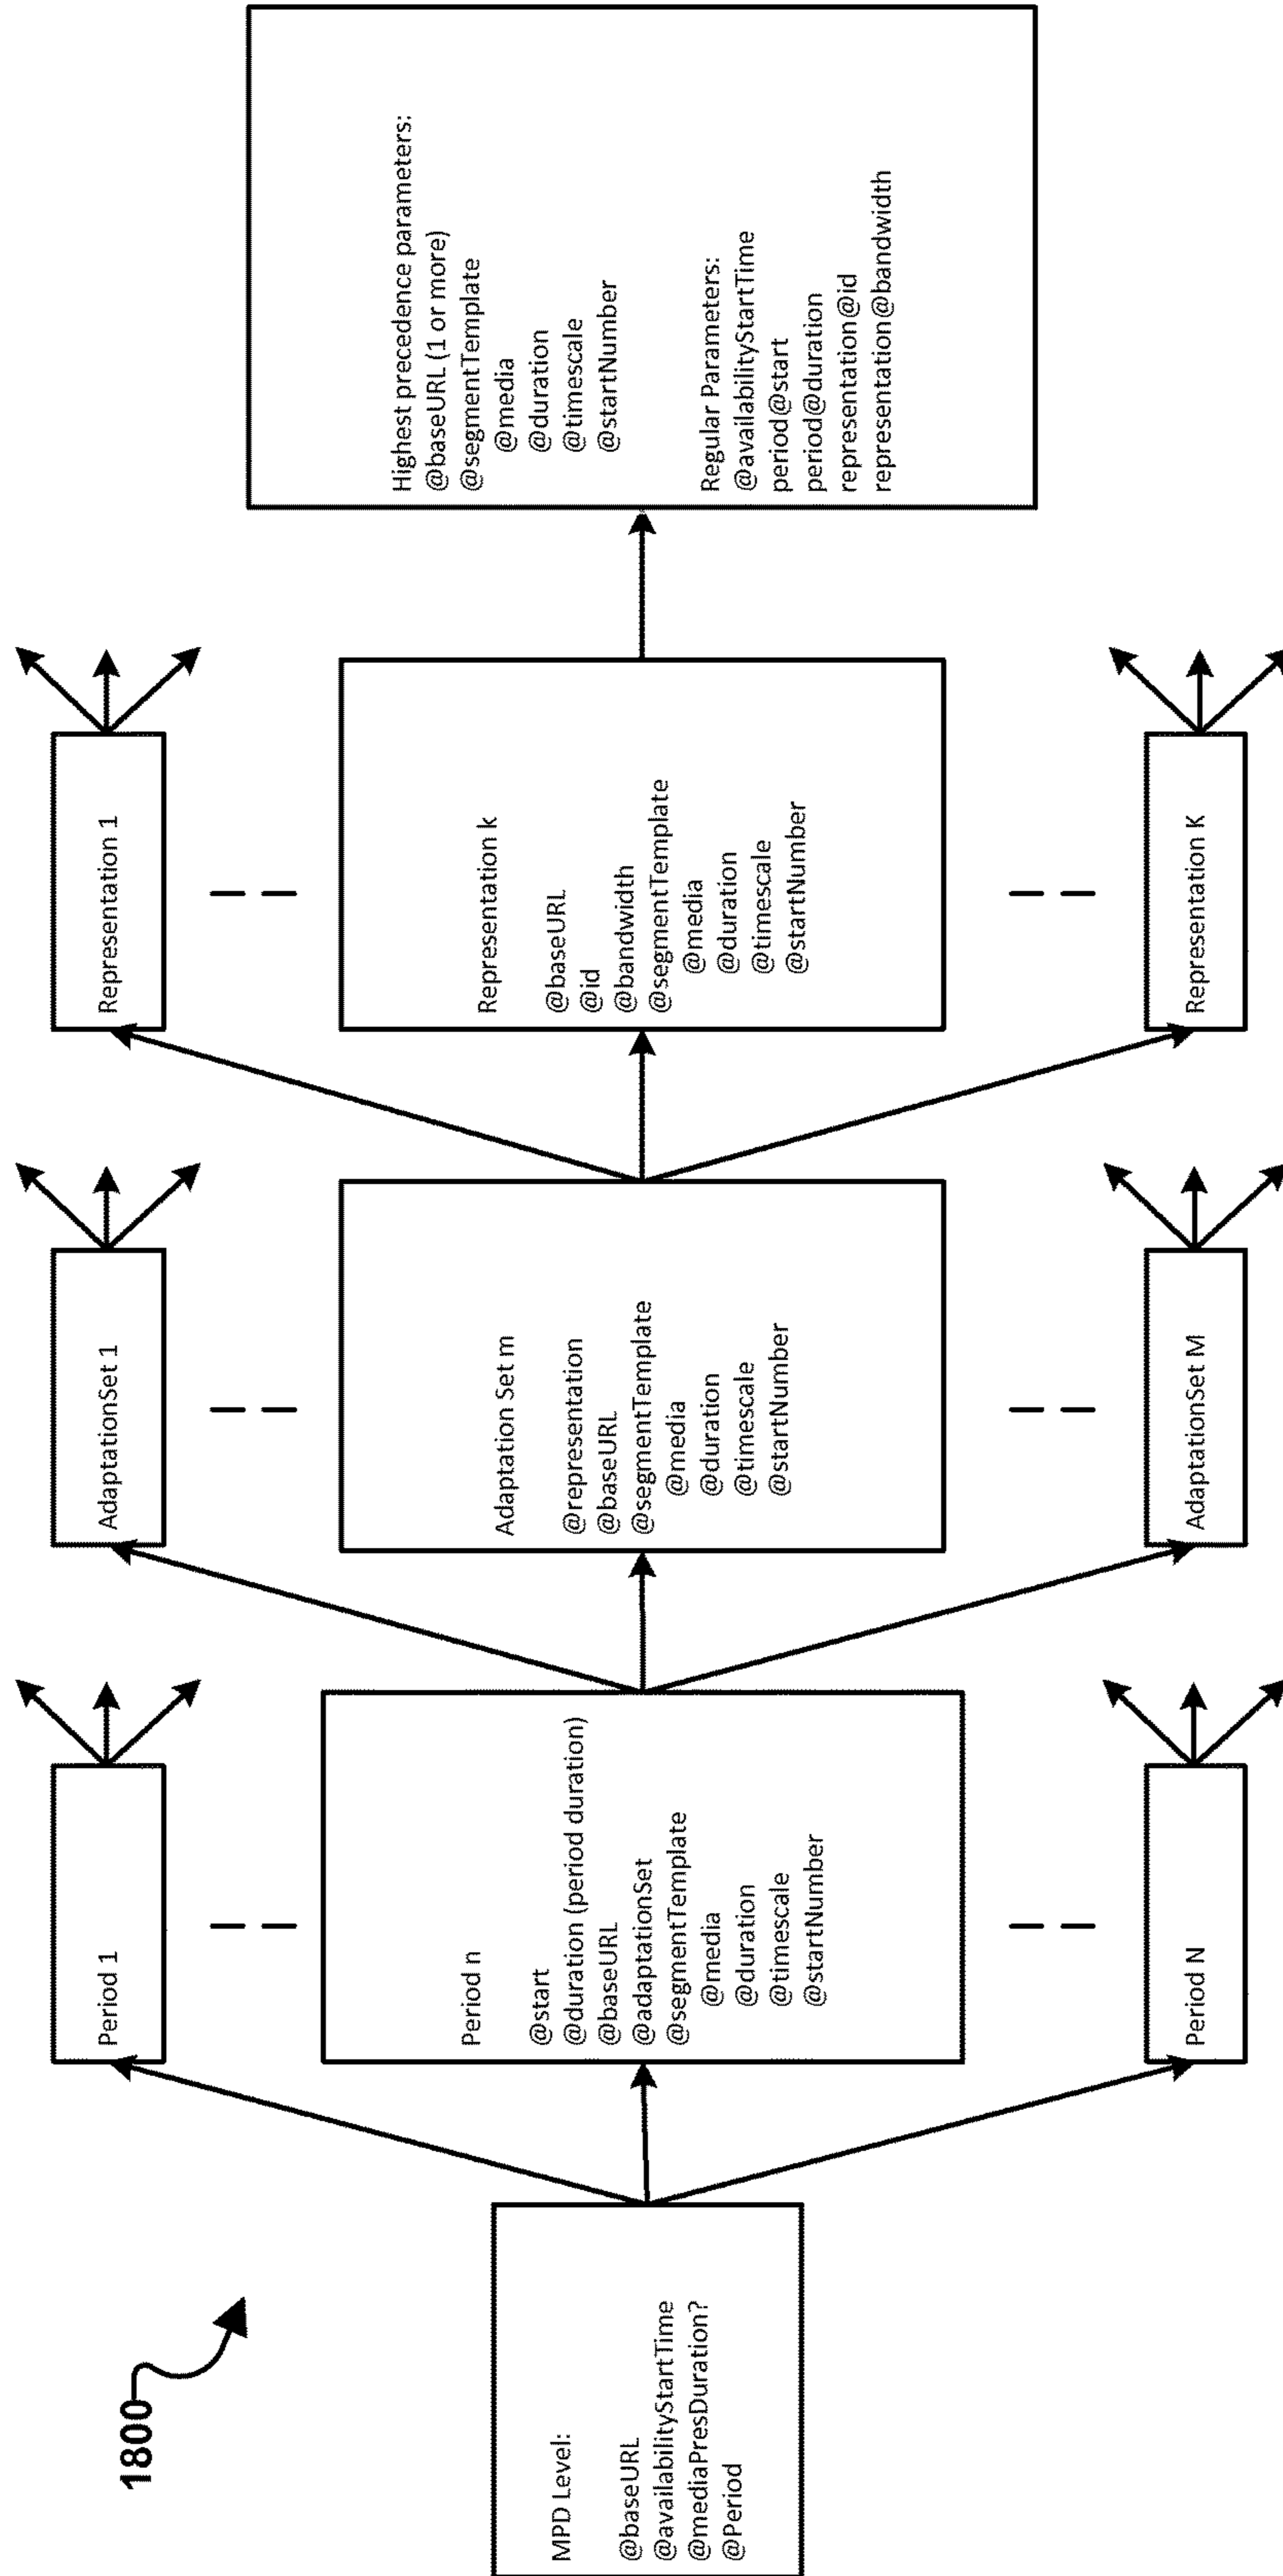 1800
MPD Level:
@baseURL
@availabilityStartTime
@mediaPresDuration?
@Period
Period 1
Period n
@start
@duration (period duration)
@baseURL
@adaptationSet
@segmentTemplate
@media
@duration
@timescale
@startNumber
Period N
AdaptationSet 1
Adaptation Set m
@representation
@baseURL
@segmentTemplate
@media
@duration
@timescale
@startNumber
AdaptationSet M
Representation 1
Representation k
@baseURL
@id
@bandwidth
@segmentTemplate
@media
@duration
@timescale
@startNumber
Representation K
Highest precedence parameters:
@baseURL (1 or more)
@segmentTemplate
@media
@duration
@timescale
@startNumber
Regular Parameters:
@availabilityStartTime
period@start
period@duration
representation@id
representation@bandwidth